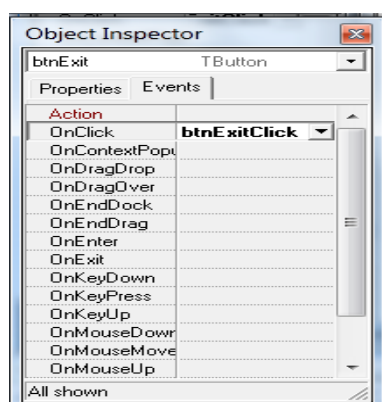 Object Inspector
btnExit TButton
Properties Events
Action
OnClick btnExitClick
OnContextPopu
OnDragDrop
OnDragOver
OnEndDock
OnEndDrag
OnEnter
OnExit
OnKeyDown
OnKeyPress
OnKeyUp
OnMouseDowr
OnMouseMove
OnMouseUp
All shown